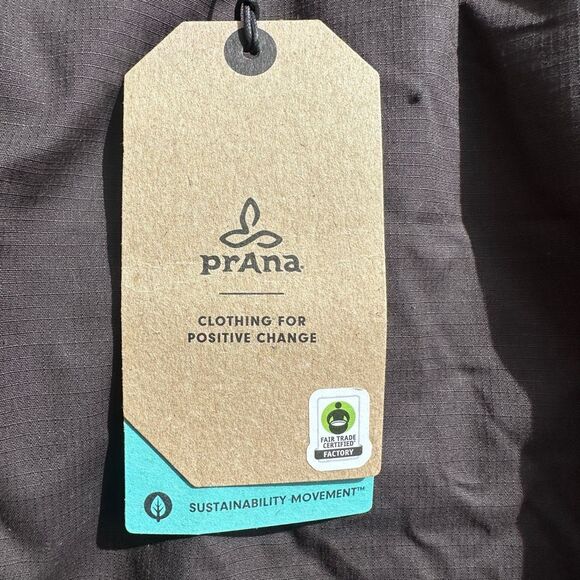 prAna
CLOTHING FOR
POSITIVE CHANGE
FAIR TRADE
CERTIFIED
FACTORY
SUSTAINABILITY MOVEMENT™